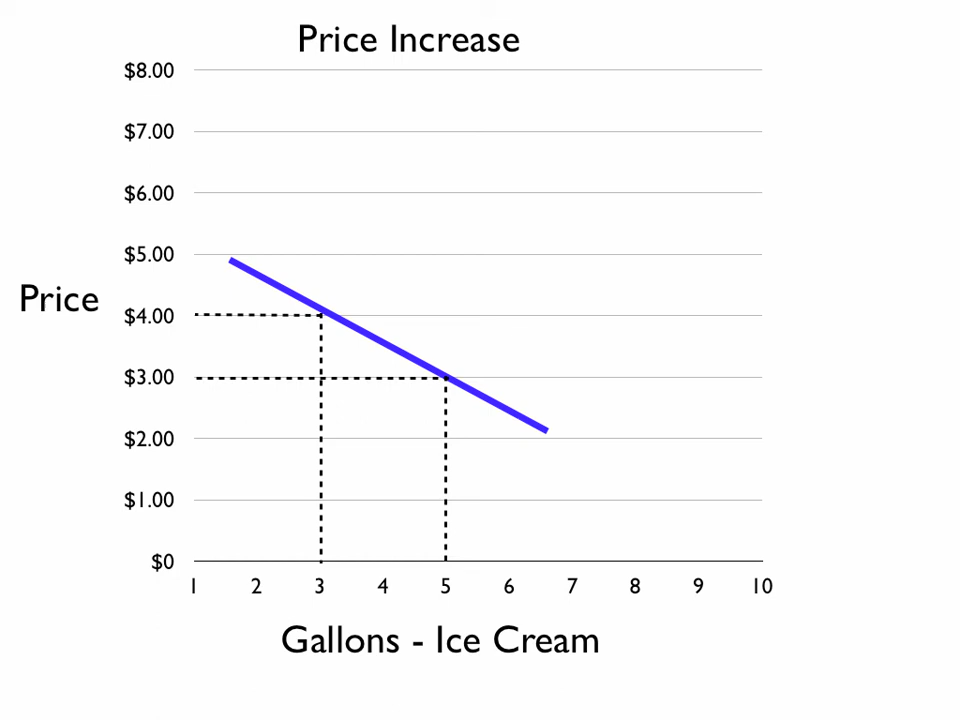 Price Increase
$8.00
$7.00
$6.00
$5.00
Price
$4.00
$3.00
$2.00
$1.00
$0
1 2 3 4 5 6 7 8 9 10
Gallons - Ice Cream